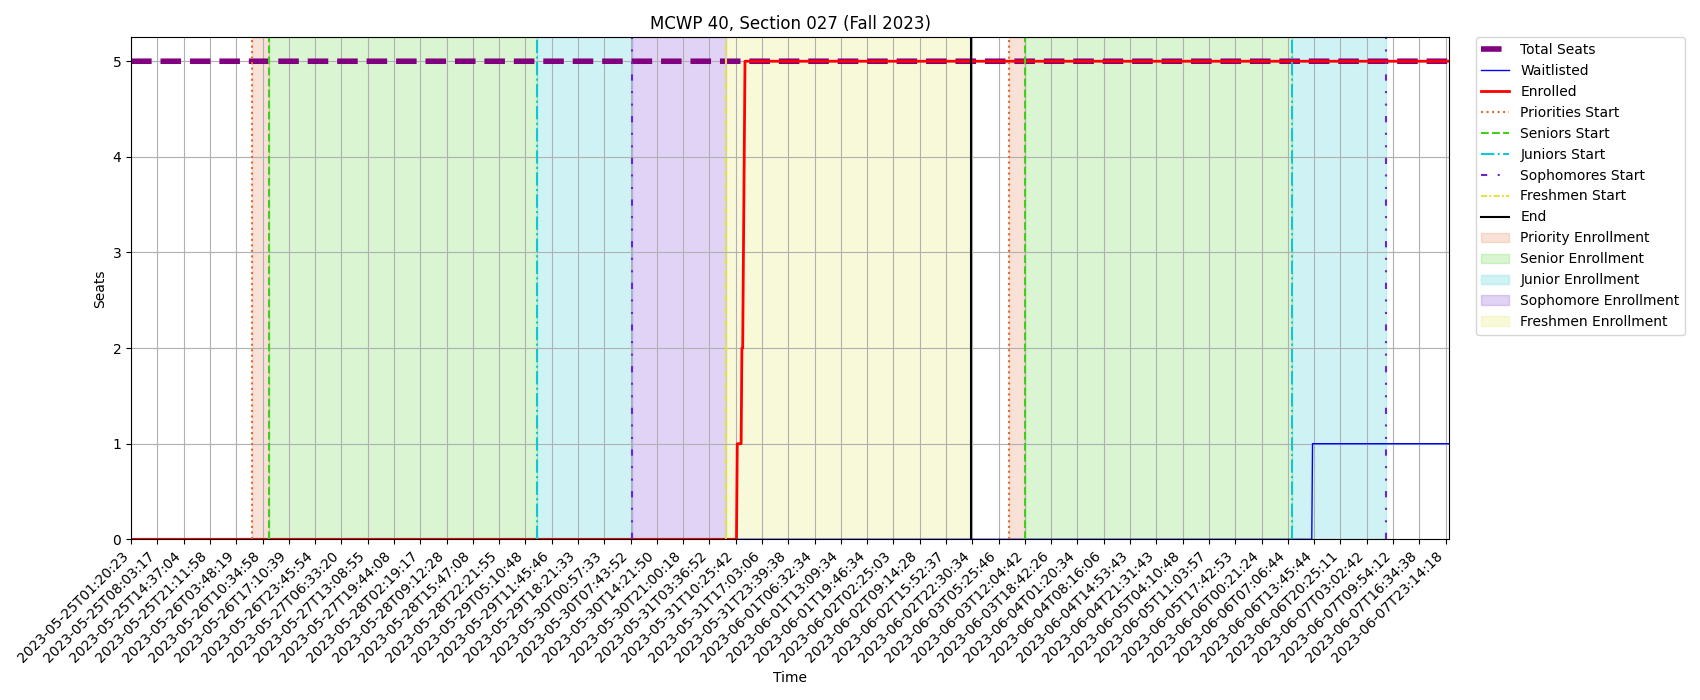 MCWP 40, Section 027 (Fall 2023)
Seats
5
4
3
2
1
0
2023-05-25T01:20:23
2023-05-25T08:03:17
2023-05-25T14:37:04
2023-05-25T21:11:58
2023-05-26T03:48:19
2023-05-26T10:34:58
2023-05-26T17:10:39
2023-05-26T23:45:54
2023-05-27T06:33:20
2023-05-27T13:08:55
2023-05-27T19:44:08
2023-05-28T02:19:17
2023-05-28T09:12:28
2023-05-28T15:47:08
2023-05-28T22:21:55
2023-05-29T05:10:48
2023-05-29T11:45:46
2023-05-29T18:21:33
2023-05-30T00:57:33
2023-05-30T07:43:52
2023-05-30T14:21:50
2023-05-30T21:00:18
2023-05-31T03:36:52
2023-05-31T10:25:42
2023-05-31T17:03:06
2023-05-31T23:39:38
2023-06-01T06:32:34
2023-06-01T13:09:34
2023-06-01T19:46:34
2023-06-02T02:25:03
2023-06-02T09:14:28
2023-06-02T15:52:37
2023-06-02T22:30:34
2023-06-03T05:25:46
2023-06-03T12:04:42
2023-06-03T18:42:26
2023-06-04T01:20:34
2023-06-04T08:16:06
2023-06-04T14:53:43
2023-06-04T21:31:43
2023-06-05T04:10:48
2023-06-05T11:03:57
2023-06-05T17:42:53
2023-06-06T00:21:24
2023-06-06T07:06:44
2023-06-06T13:45:44
2023-06-06T20:25:11
2023-06-07T03:02:42
2023-06-07T09:54:12
2023-06-07T16:34:38
2023-06-07T23:14:18
Time
Total Seats
Waitlisted
Enrolled
Priorities Start
Seniors Start
Juniors Start
Sophomores Start
Freshmen Start
End
Priority Enrollment
Senior Enrollment
Junior Enrollment
Sophomore Enrollment
Freshmen Enrollment